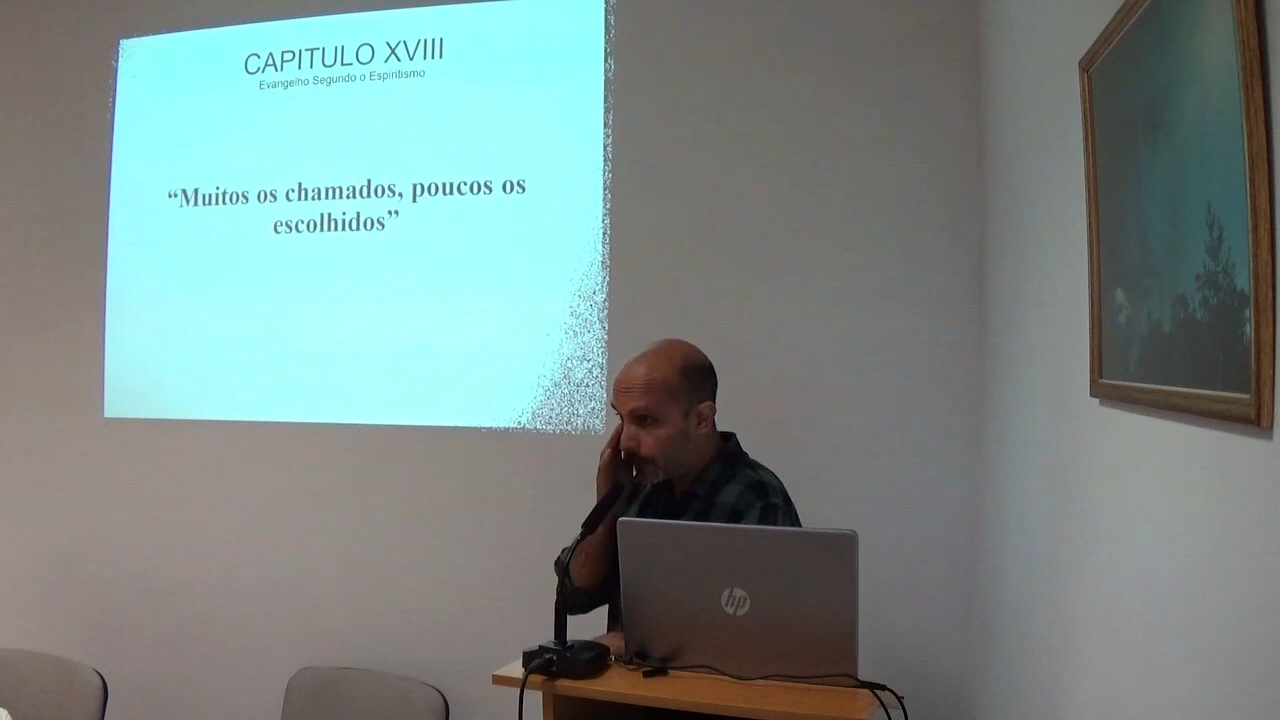 CAPITULO XVIII
Evangelho Segundo o Espiritismo
“Muitos os chamados, poucos os
escolhidos”
hp